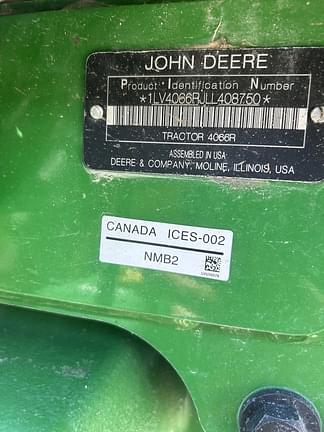 JOHN DEERE
Product Identification Number
*1LV4066RJLL408750*
TRACTOR 4066R
ASSEMBLED IN USA
DEERE & COMPANY, MOLINE, ILLINOIS, USA
CANADA ICES-002
NMB2